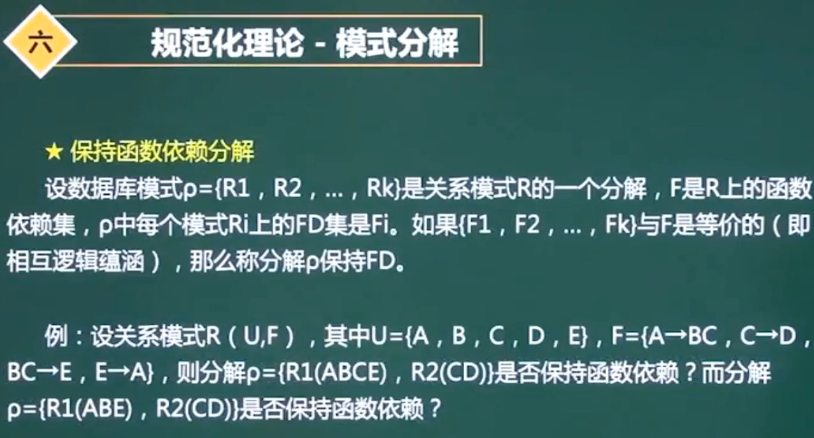 六
规范化理论 - 模式分解
★ 保持函数依赖分解
设数据库模式ρ={R1，R2，...，Rk}是关系模式R的一个分解，F是R上的函数
依赖集，ρ中每个模式Ri上的FD集是Fi。如果{F1，F2，...，Fk}与F是等价的（即
相互逻辑蕴涵），那么称分解ρ保持FD。
例：设关系模式R（U,F），其中U={A，B，C，D，E}，F={A→BC，C→D，
BC→E，E→A}，则分解ρ={R1(ABCE)，R2(CD)}是否保持函数依赖？而分解
ρ={R1(ABE)，R2(CD)}是否保持函数依赖？